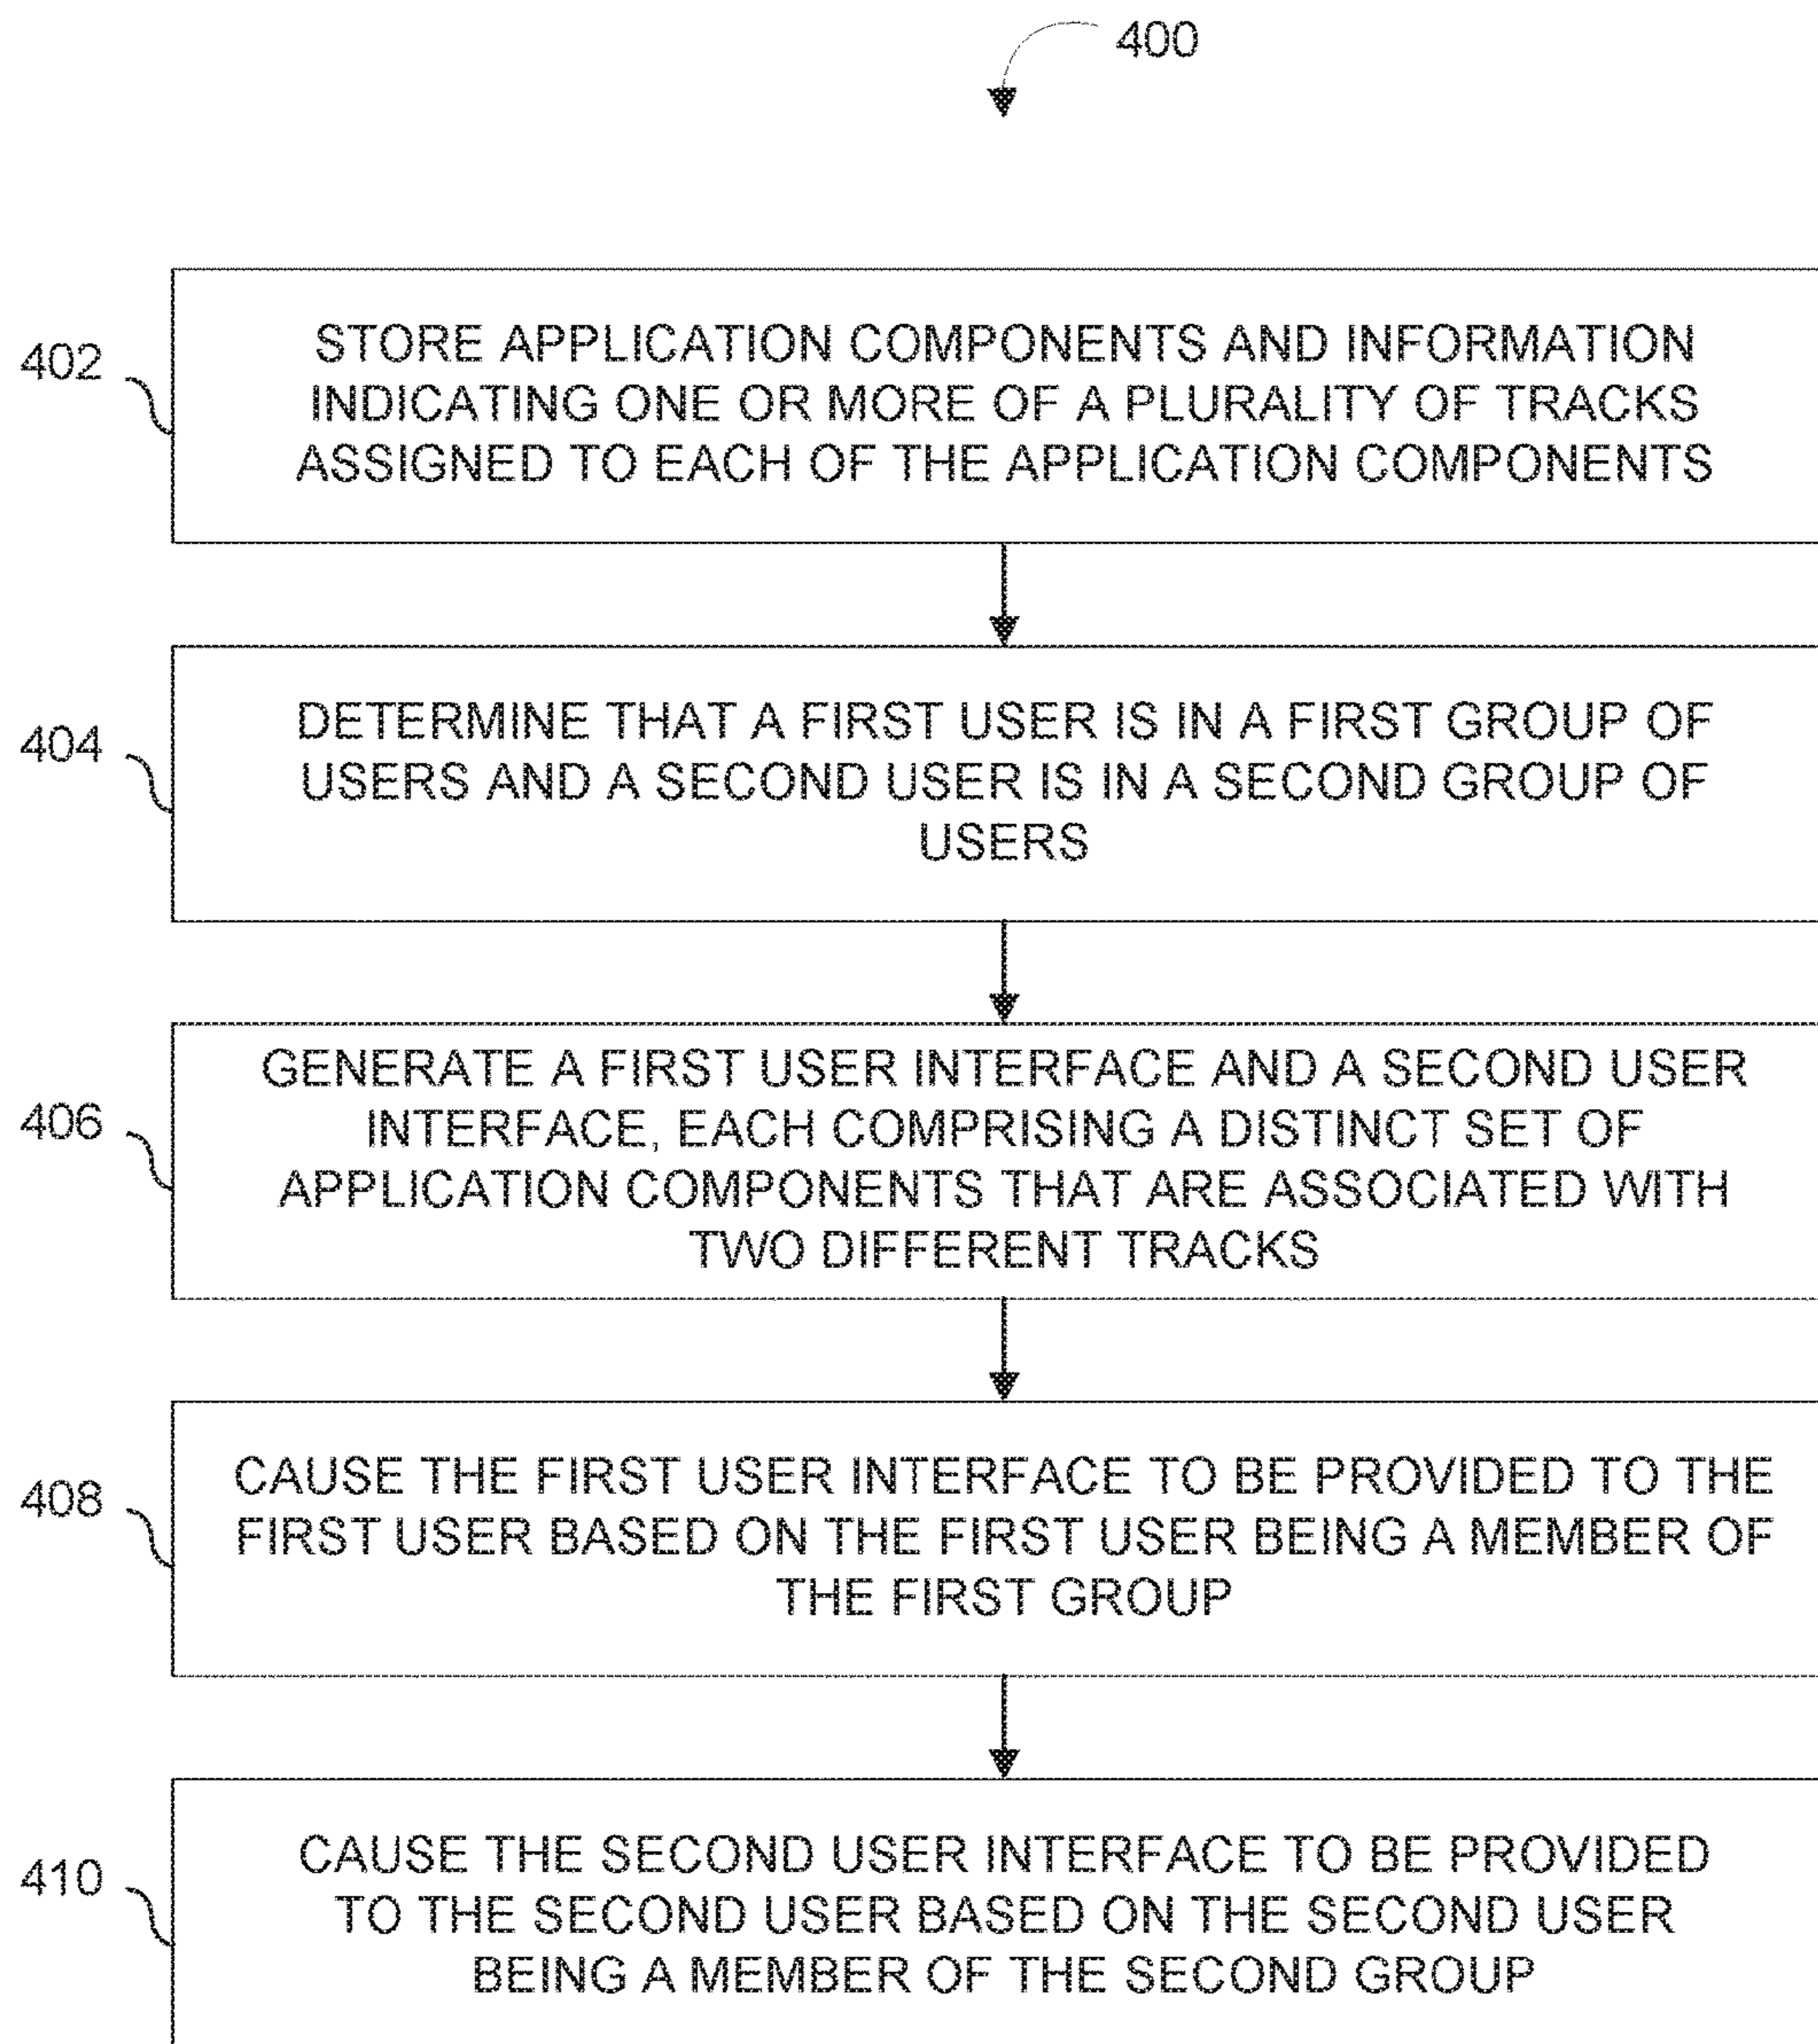 400
402
STORE APPLICATION COMPONENTS AND INFORMATION
INDICATING ONE OR MORE OF A PLURALITY OF TRACKS
ASSIGNED TO EACH OF THE APPLICATION COMPONENTS
404
DETERMINE THAT A FIRST USER IS IN A FIRST GROUP OF
USERS AND A SECOND USER IS IN A SECOND GROUP OF
USERS
406
GENERATE A FIRST USER INTERFACE AND A SECOND USER
INTERFACE, EACH COMPRISING A DISTINCT SET OF
APPLICATION COMPONENTS THAT ARE ASSOCIATED WITH
TWO DIFFERENT TRACKS
408
CAUSE THE FIRST USER INTERFACE TO BE PROVIDED TO THE
FIRST USER BASED ON THE FIRST USER BEING A MEMBER OF
THE FIRST GROUP
410
CAUSE THE SECOND USER INTERFACE TO BE PROVIDED
TO THE SECOND USER BASED ON THE SECOND USER
BEING A MEMBER OF THE SECOND GROUP